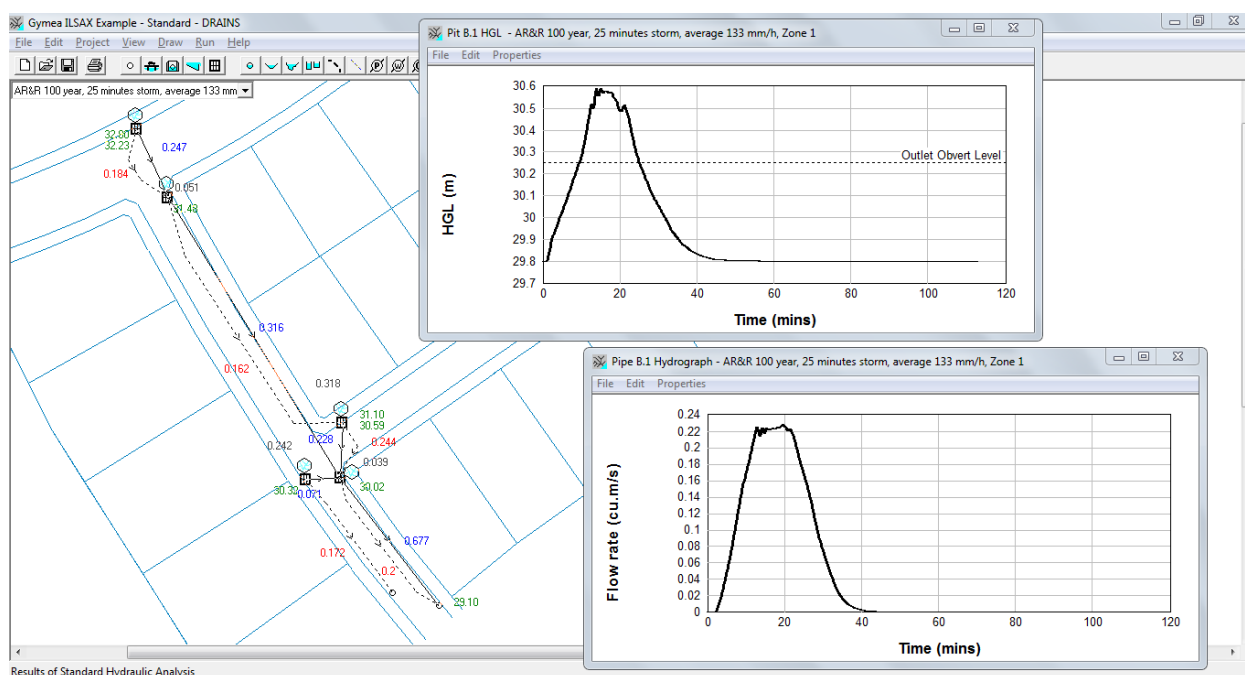 Gymea ILSAX Example - Standard - DRAINS
File Edit Project View Draw Run Help
AR&R 100 year, 25 minutes storm, average 133 mm
32.00
32.23
0.247
0.184
0.051
0.316
0.162
0.318
31.10
30.59
0.228
0.244
0.242
0.039
0.071
30.02
0.677
0.172
0.2
29.10
Results of Standard Hydraulic Analysis
Pit B.1 HGL - AR&R 100 year, 25 minutes storm, average 133 mm/h, Zone 1
File Edit Properties
30.6
30.5
30.4
30.3
30.2
30.1
30
29.9
29.8
29.7
HGL (m)
Outlet Obvert Level
0 20 40 60 80 100 120
Time (mins)
Pipe B.1 Hydrograph - AR&R 100 year, 25 minutes storm, average 133 mm/h, Zone 1
File Edit Properties
0.24
0.22
0.2
0.18
0.16
0.14
0.12
0.1
0.08
0.06
0.04
0.02
0
Flow rate (cu.m/s)
0 20 40 60 80 100 120
Time (mins)